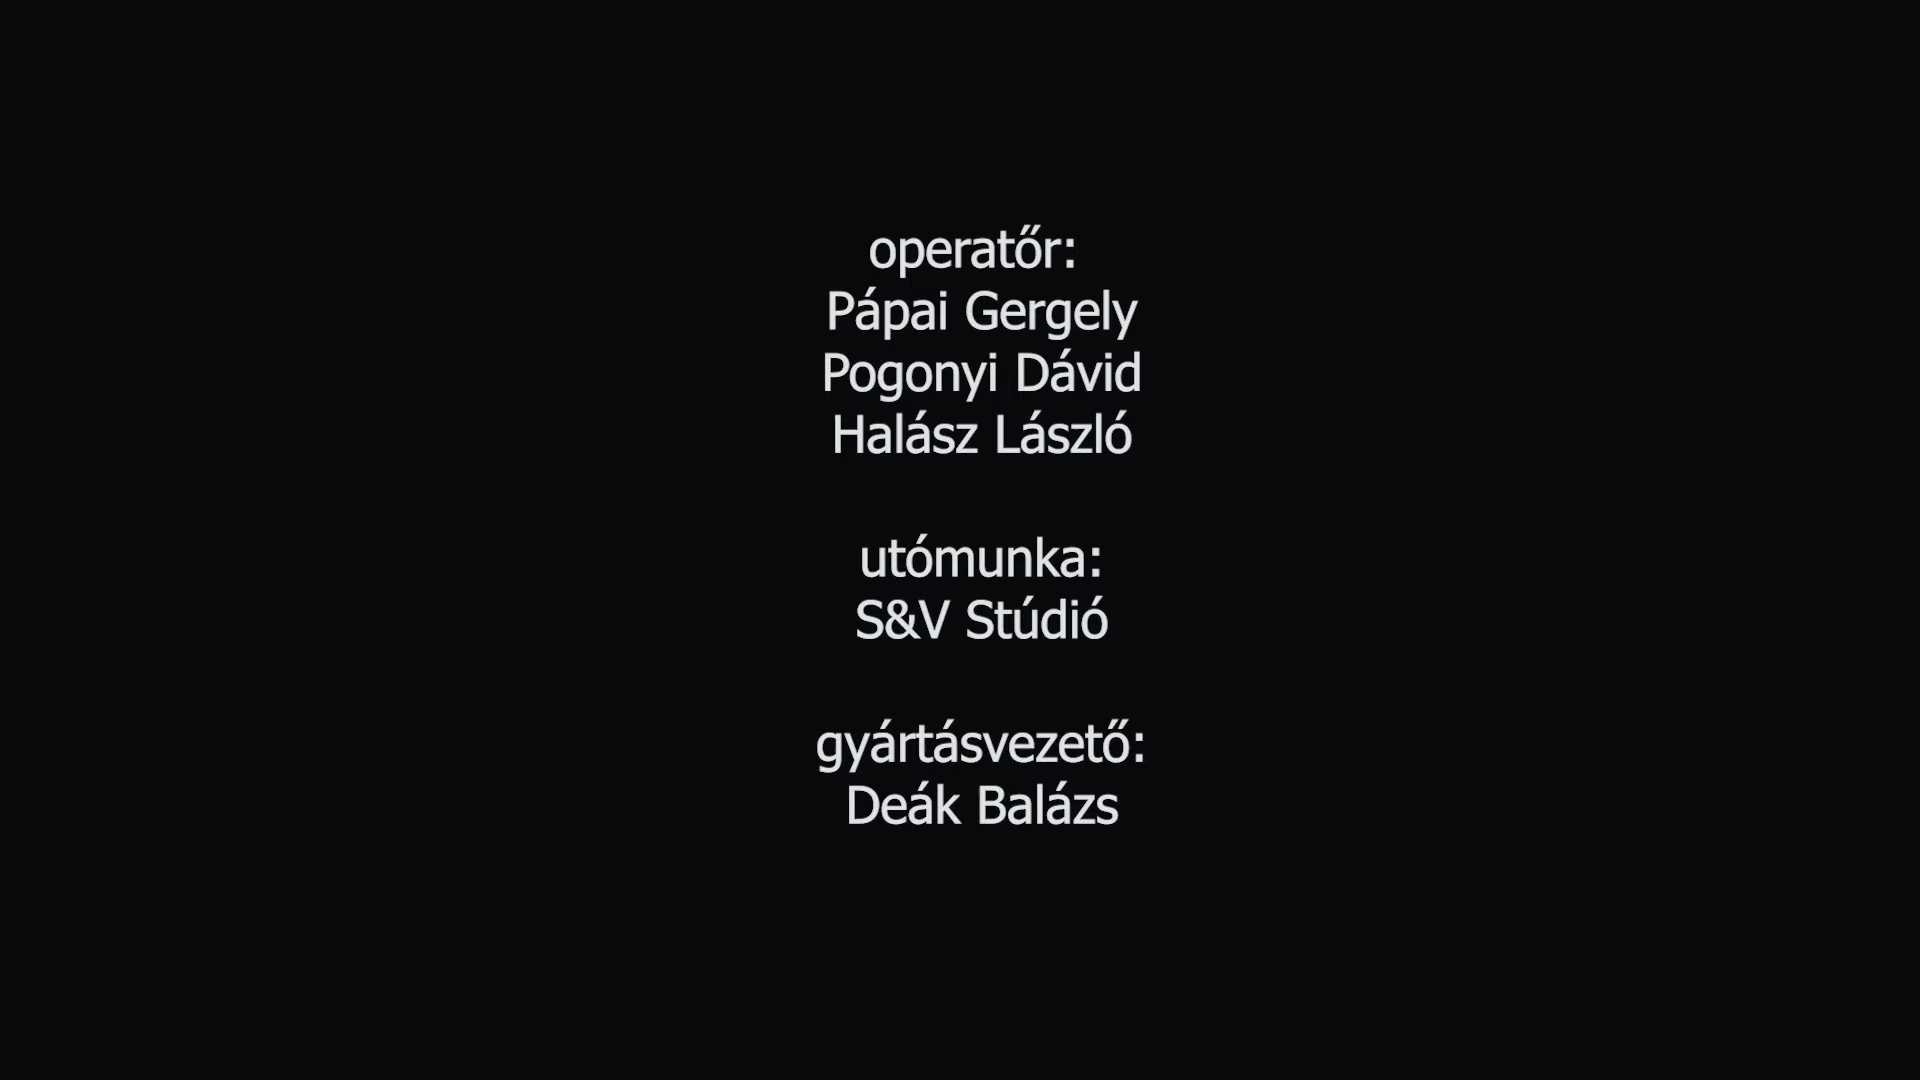 operatőr:
Pápai Gergely
Pogonyi Dávid
Halász László
utómunka:
S&V Stúdió
gyártásvezető:
Deák Balázs